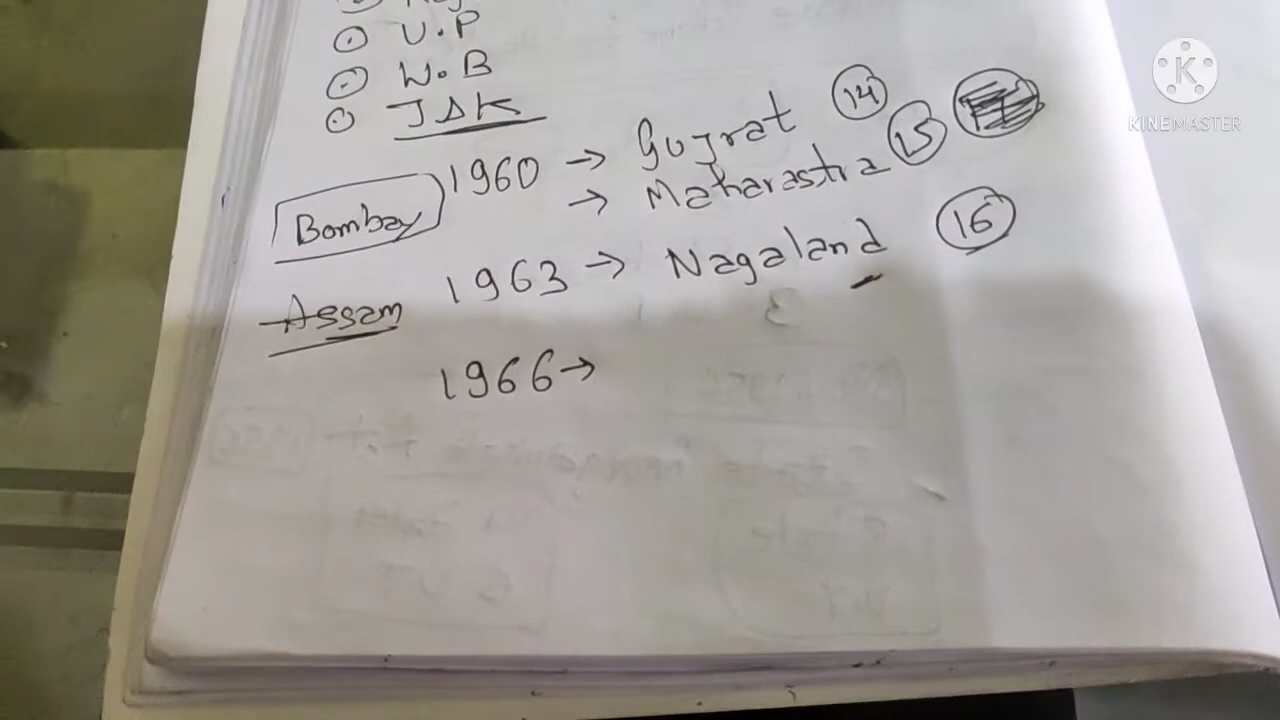 U.P
W.B
J&K
Bombay 1960 → Gujrat 14
→ Maharastra 15
Assam 1963 → Nagaland 16
1966 →
KINEMASTER